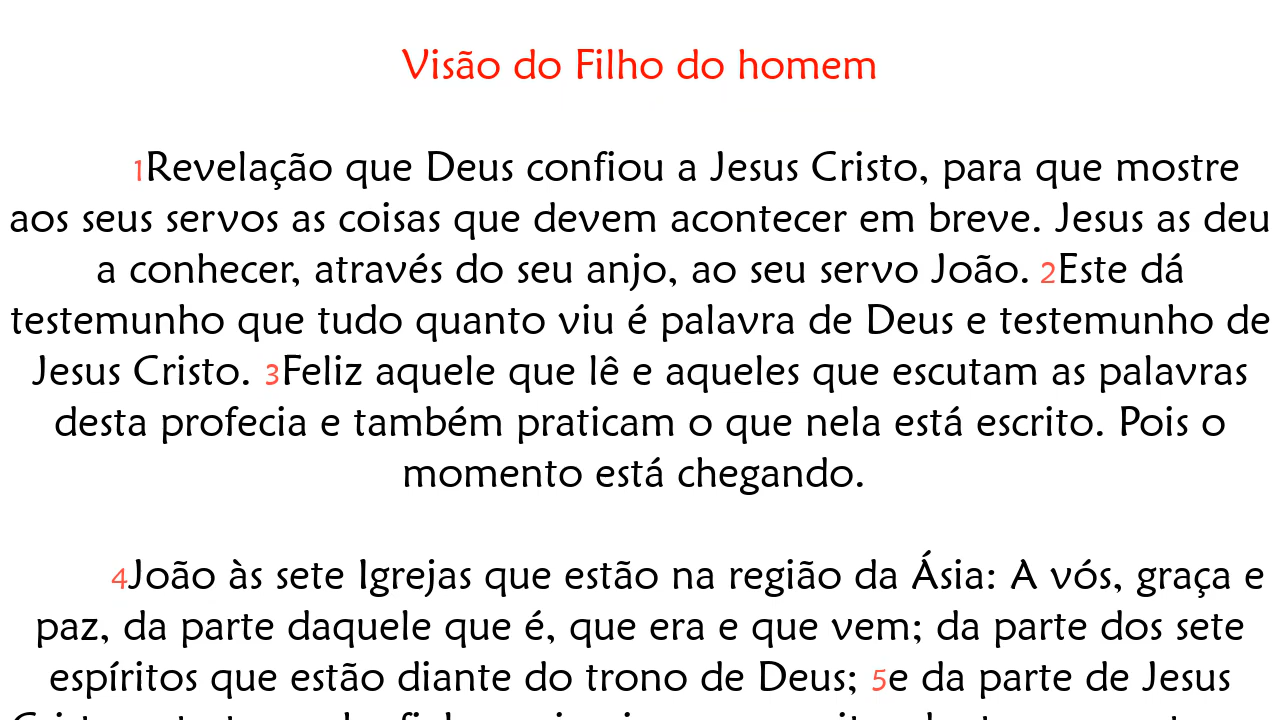 Visão do Filho do homem
1Revelação que Deus confiou a Jesus Cristo, para que mostre
aos seus servos as coisas que devem acontecer em breve. Jesus as deu
a conhecer, através do seu anjo, ao seu servo João. 2Este dá
testemunho que tudo quanto viu é palavra de Deus e testemunho de
Jesus Cristo. 3Feliz aquele que lê e aqueles que escutam as palavras
desta profecia e também praticam o que nela está escrito. Pois o
momento está chegando.
4João às sete Igrejas que estão na região da Ásia: A vós, graça e
paz, da parte daquele que é, que era e que vem; da parte dos sete
espíritos que estão diante do trono de Deus; 5e da parte de Jesus